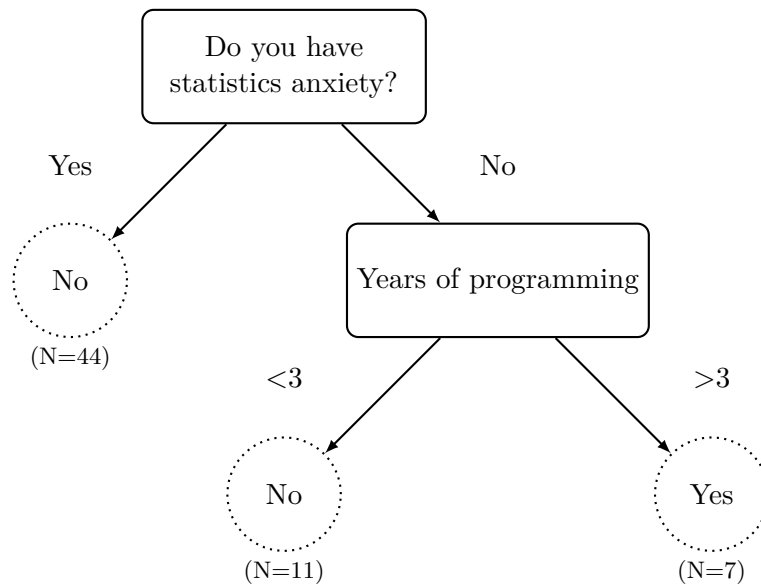 Do you have
statistics anxiety?
Yes
No
No
(N=44)
Years of programming
<3
>3
No
(N=11)
Yes
(N=7)